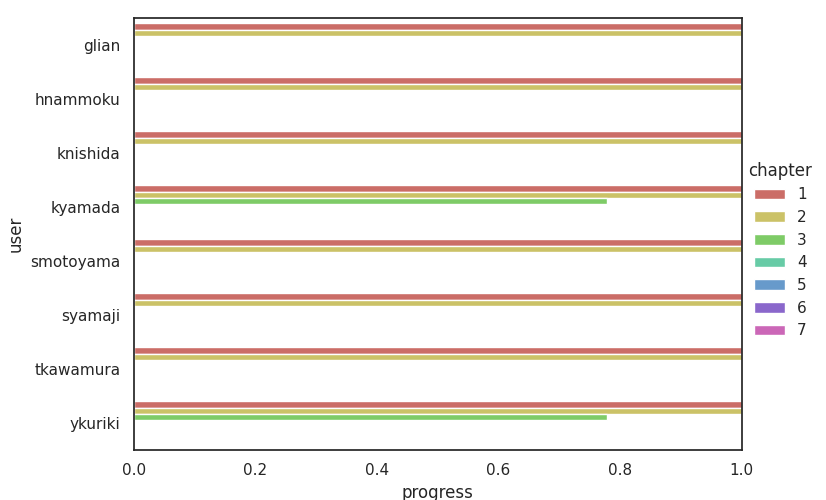 glian
hnammoku
knishida
kyamada
smotoyama
syamaji
tkawamura
ykuriki
user
0.0 0.2 0.4 0.6 0.8 1.0
progress
chapter
1
2
3
4
5
6
7